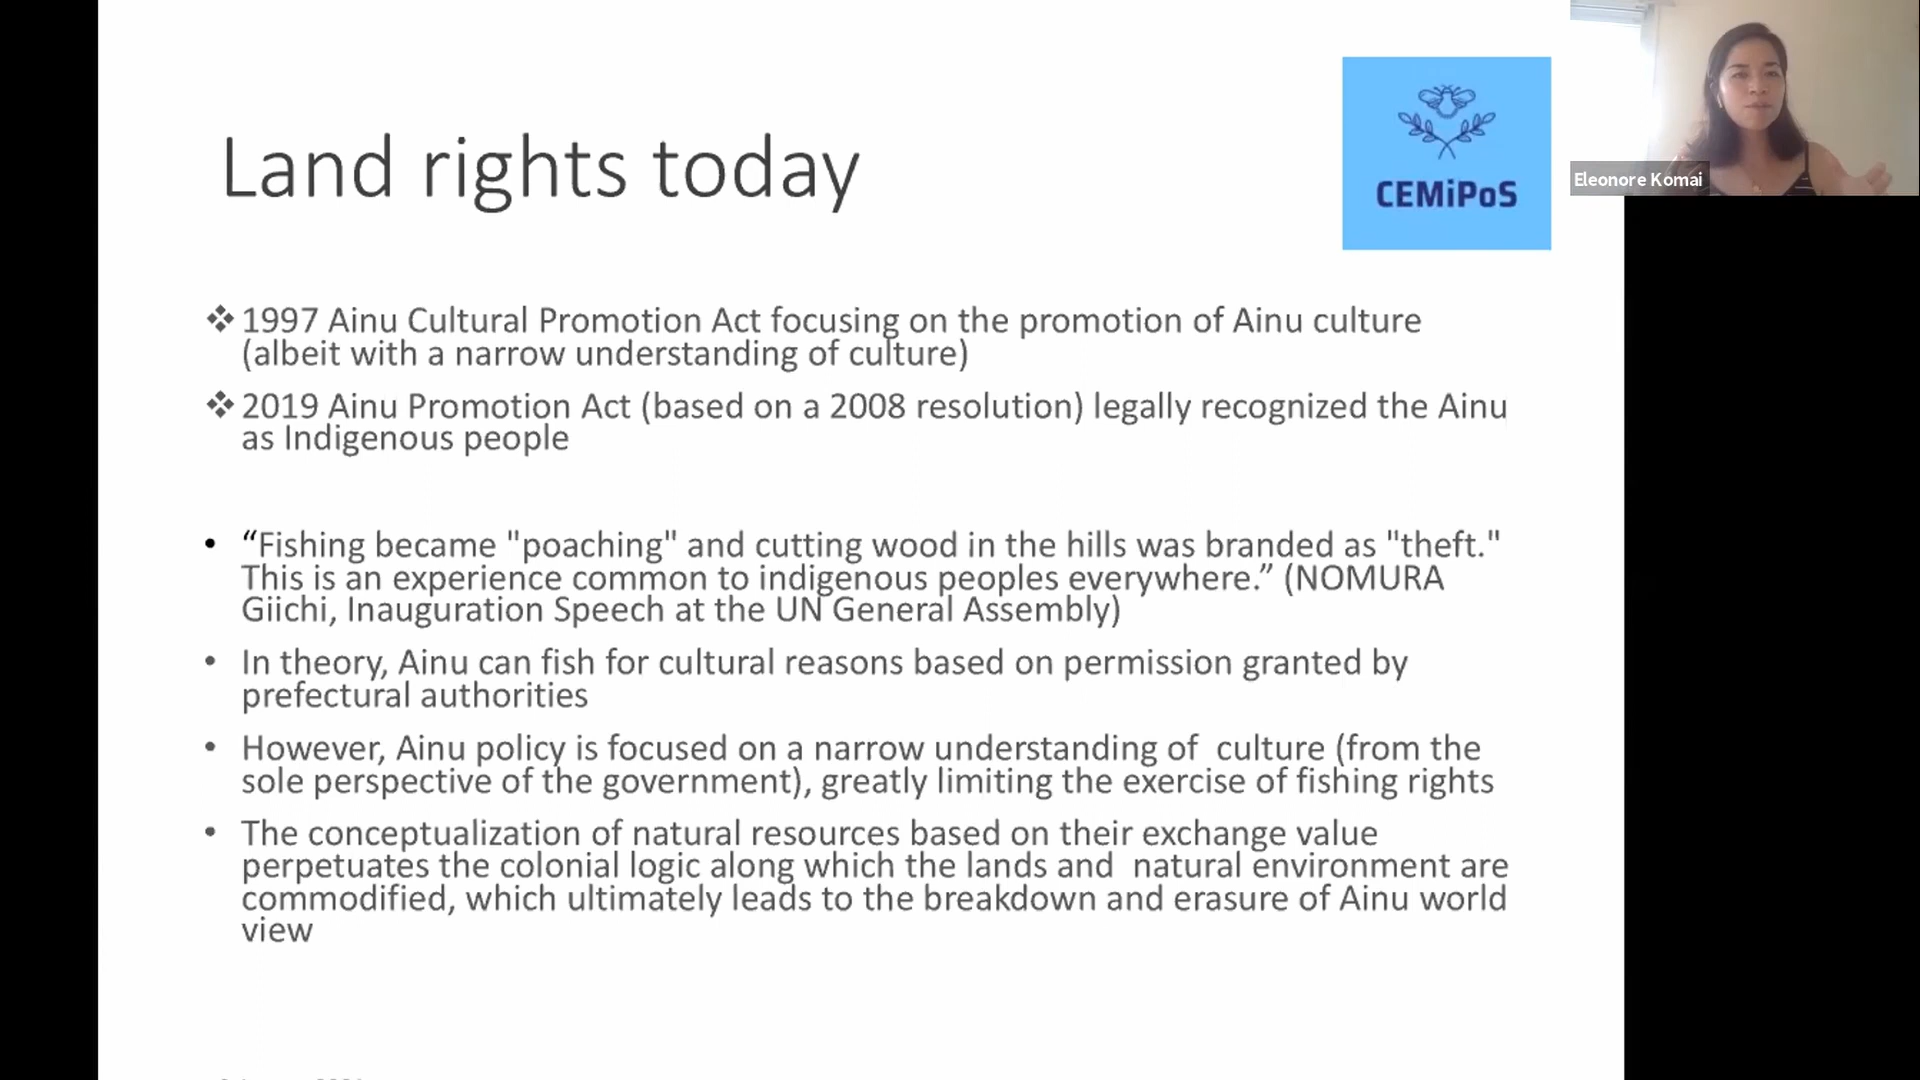 Land rights today
CEMiPoS
Eleonore Komai
❖ 1997 Ainu Cultural Promotion Act focusing on the promotion of Ainu culture
(albeit with a narrow understanding of culture)
❖ 2019 Ainu Promotion Act (based on a 2008 resolution) legally recognized the Ainu
as Indigenous people
• “Fishing became "poaching" and cutting wood in the hills was branded as "theft."
This is an experience common to indigenous peoples everywhere.” (NOMURA
Giichi, Inauguration Speech at the UN General Assembly)
• In theory, Ainu can fish for cultural reasons based on permission granted by
prefectural authorities
• However, Ainu policy is focused on a narrow understanding of  culture (from the
sole perspective of the government), greatly limiting the exercise of fishing rights
• The conceptualization of natural resources based on their exchange value
perpetuates the colonial logic along which the lands and  natural environment are
commodified, which ultimately leads to the breakdown and erasure of Ainu world
view